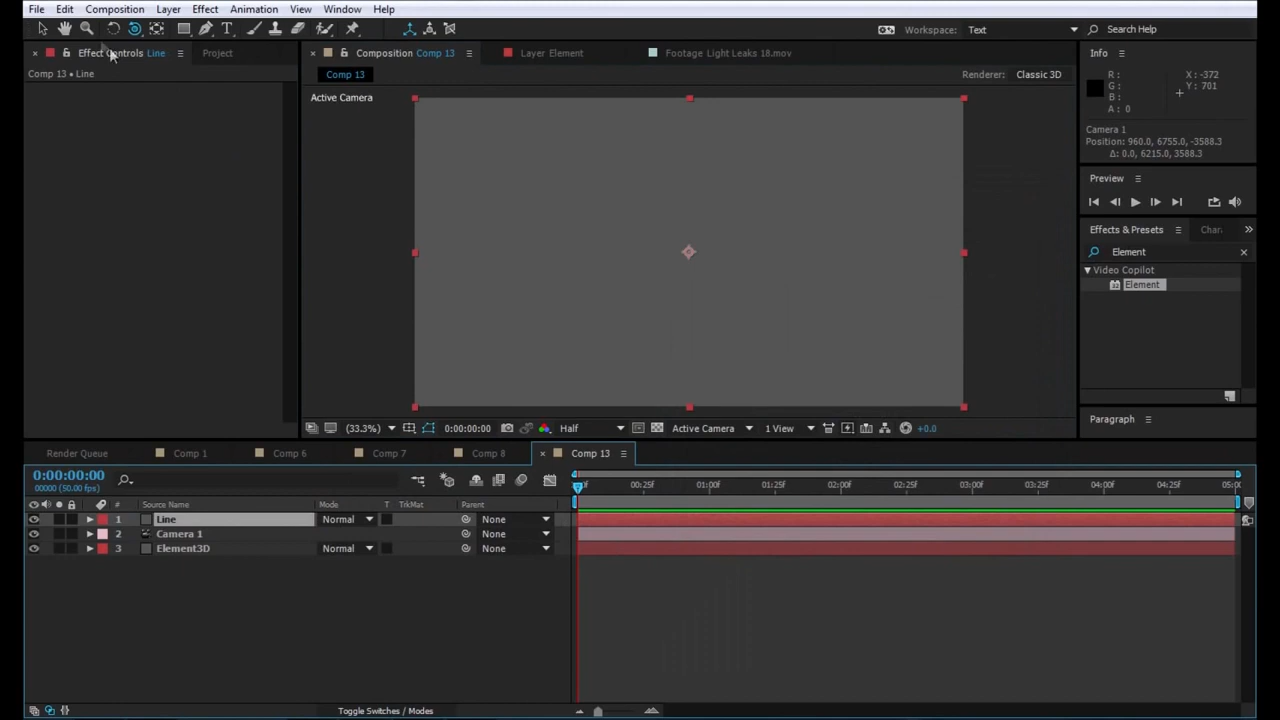 File Edit Composition Layer Effect Animation View Window Help
Workspace: Text Search Help
Effect Controls Line Project
Composition Comp 13 Layer Element Footage Light Leaks 18.mov
Info
Comp 13 • Line
Comp 13 Renderer: Classic 3D
Active Camera
R: X: -372
G: Y: 701
B:
A: 0
Camera 1
Position: 960.0, 6755.0, -3588.3
Δ: 0.0, 6215.0, 3588.3
Preview
Effects & Presets Char
Element
Video Copilot
Element
Paragraph
(33.3%) 0:00:00:00 Half Active Camera 1 View +0.0
Render Queue Comp 1 Comp 6 Comp 7 Comp 8 Comp 13
0:00:00:00
00000 (50.00 fps)
00:25F 01:00F 01:25F 02:00F 02:25F 03:00F 03:25F 04:00F 04:25F 05:00
# Source Name Mode T TrkMat Parent
1 Line Normal None
2 Camera 1 None
3 Element3D Normal None
Toggle Switches / Modes